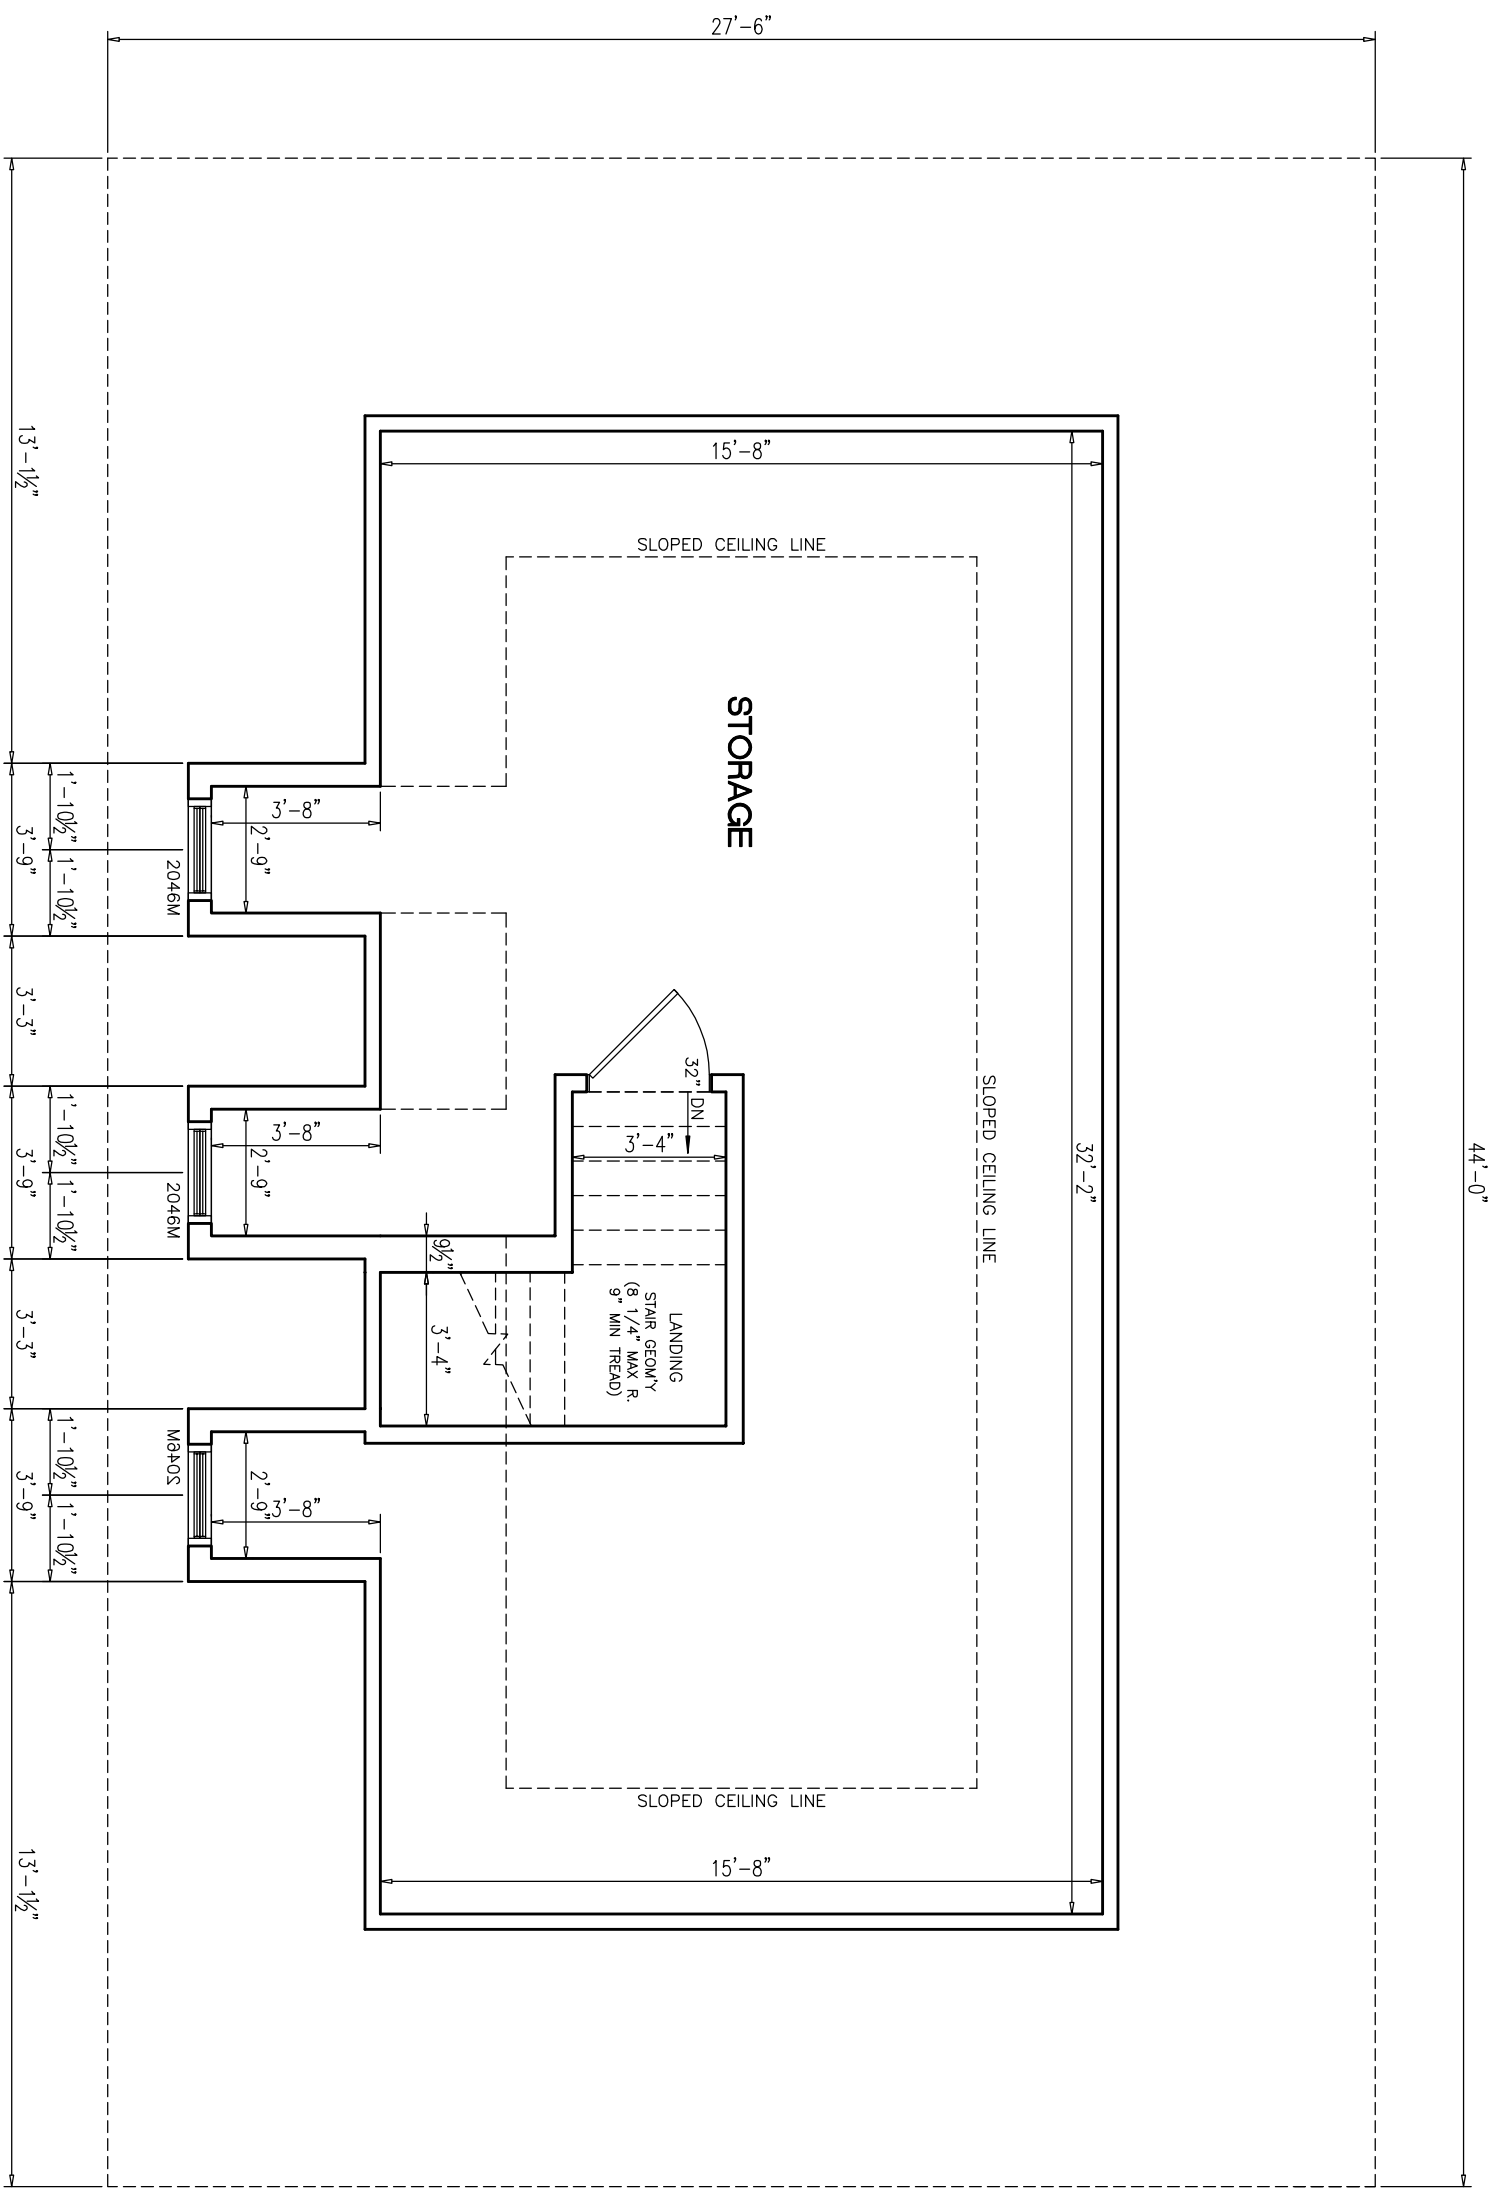 27'-6"
44'-0"
15'-8"
SLOPED CEILING LINE
STORAGE
SLOPED CEILING LINE
32'-2"
32"
DN
3'-4"
LANDING
STAIR GEOM'Y
(8 1/4" MAX R.
9" MIN TREAD)
9½"
3'-4"
SLOPED CEILING LINE
15'-8"
3'-8"
2'-9"
2046M
3'-8"
2'-9"
2046M
3'-8"
2'-9"
2046M
1'-10½"
1'-10½"
1'-10½"
1'-10½"
1'-10½"
1'-10½"
13'-1½"
3'-9"
3'-3"
3'-9"
3'-3"
3'-9"
13'-1½"